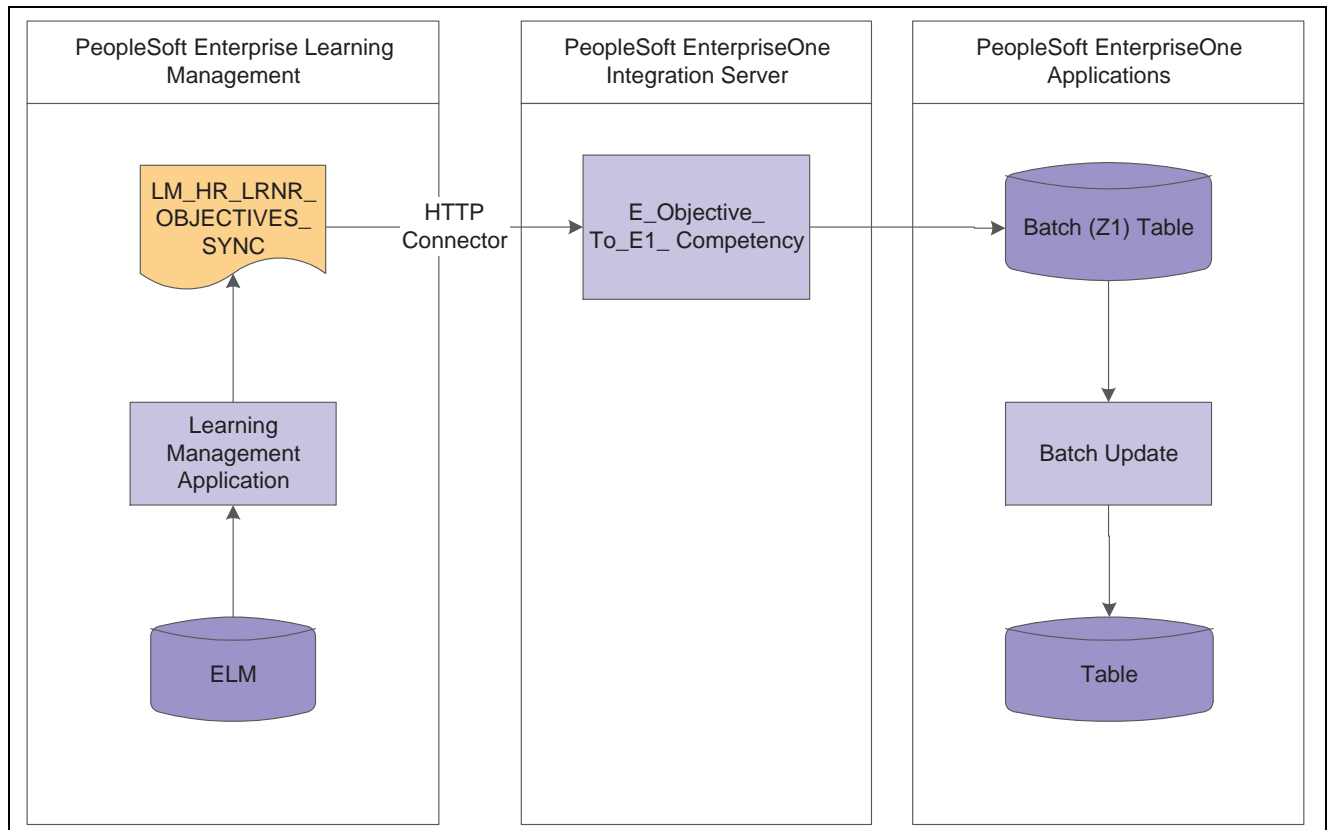 PeopleSoft Enterprise Learning
Management
PeopleSoft EnterpriseOne
Integration Server
PeopleSoft EnterpriseOne
Applications
LM_HR_LRNR_
OBJECTIVES_
SYNC
HTTP
Connector
E_Objective_
To_E1_ Competency
Batch (Z1) Table
Learning
Management
Application
Batch Update
ELM
Table